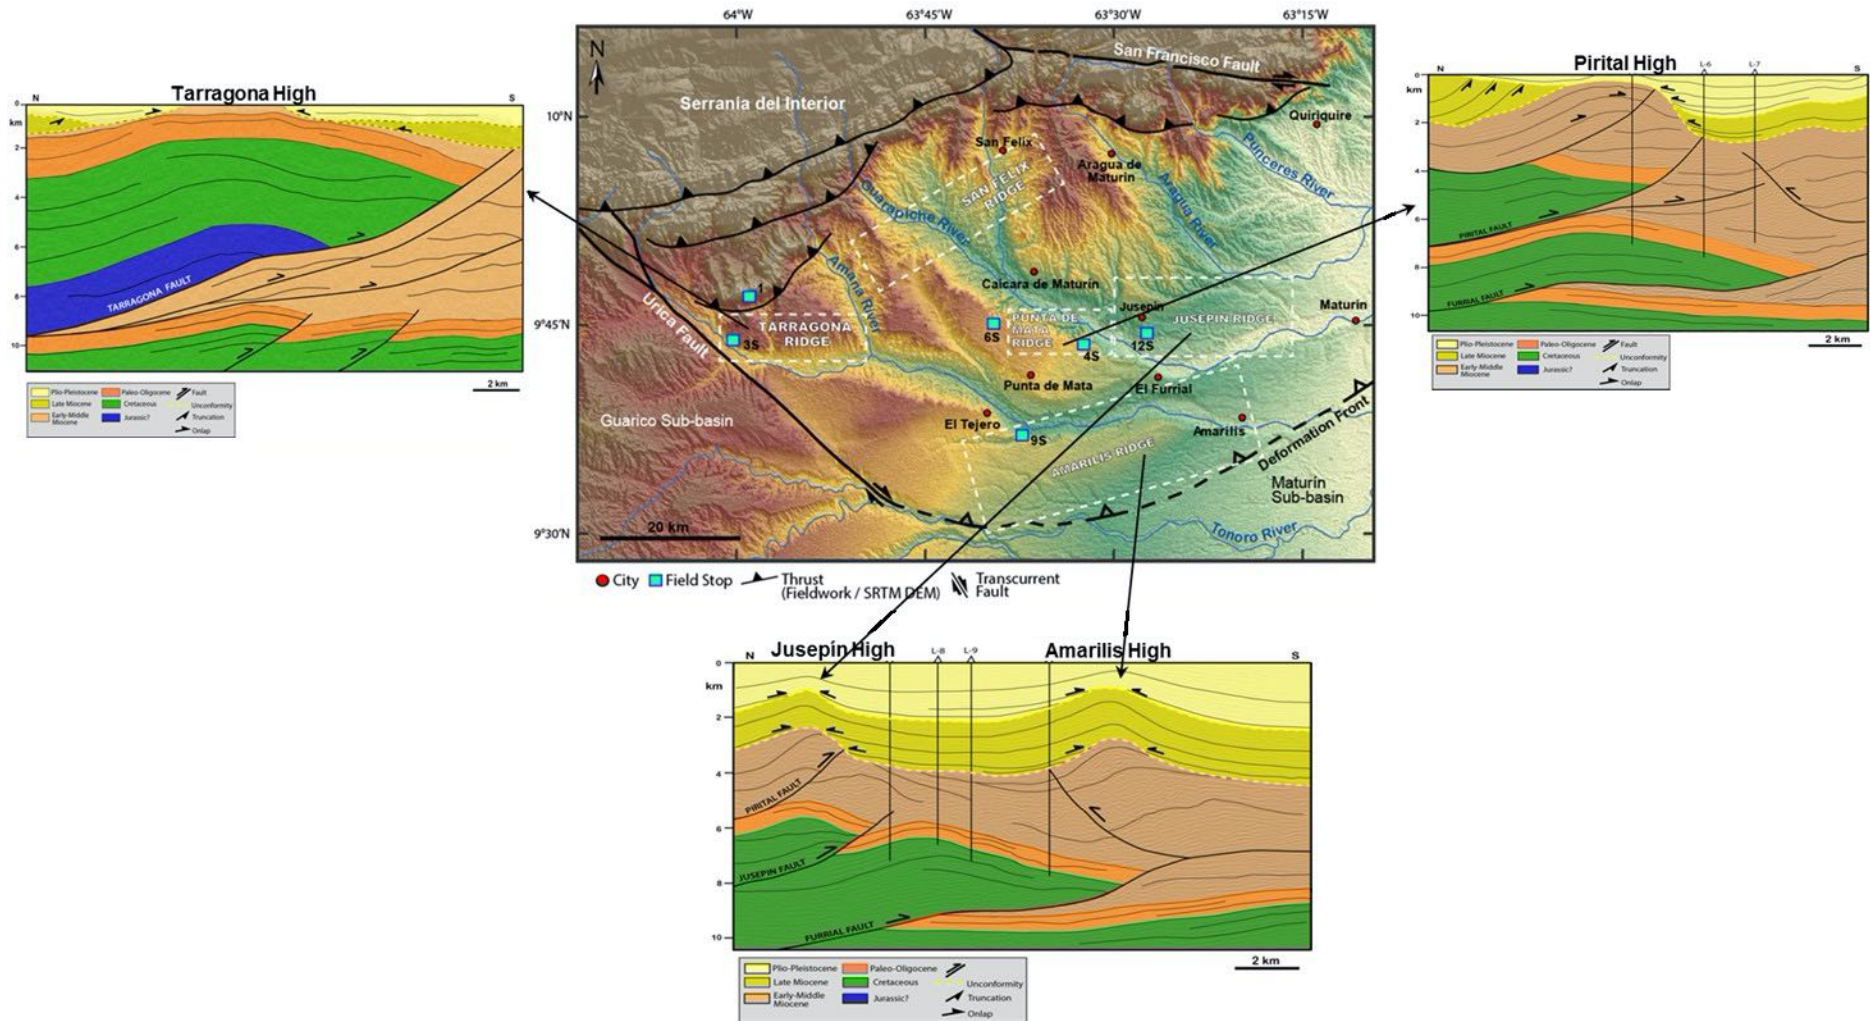 64°W
63°45'W
63°30'W
63°15'W
N
San Francisco Fault
Serranía del Interior
10°N
Quiriquire
San Felix
Aragua de
Maturin
Punceres River
SAN FELIX
RIDGE
Guarapiche River
Aragua River
Amana River
Caicara de Maturín
1
Urica Fault
Jusepin
Maturin
9°45'N
TARRAGONA
RIDGE
3S
6S
PUNTA DE
MATA
RIDGE
4S
12S
JUSEPIN RIDGE
Punta de Mata
El Furrial
Guarico Sub-basin
El Tejero
9S
Amarilis
AMARILIS RIDGE
Deformation Front
Maturín
Sub-basin
20 km
9°30'N
Tonoro River
City
Field Stop
Thrust
(Fieldwork / SRTM DEM)
Transcurrent
Fault
Tarragona High
N
S
0
km
2
4
6
8
10
TARRAGONA FAULT
2 km
Plio-Pleistocene
Paleo-Oligocene
Fault
Late Miocene
Cretaceous
Unconformity
Early-Middle
Miocene
Jurassic?
Truncation
Onlap
Pirital High
N
L-6
L-7
S
0
km
2
4
6
8
10
PIRITAL FAULT
FURRIAL FAULT
Plio-Pleistocene
Paleo-Oligocene
Fault
Late Miocene
Cretaceous
Unconformity
Early-Middle
Miocene
Jurassic?
Truncation
Onlap
2 km
Jusepín High
Amarilis High
N
L-8
L-9
S
0
km
2
4
6
8
10
PIRITAL FAULT
JUSEPIN FAULT
FURRIAL FAULT
2 km
Plio-Pleistocene
Paleo-Oligocene
Late Miocene
Cretaceous
Unconformity
Early-Middle
Miocene
Jurassic?
Truncation
Onlap